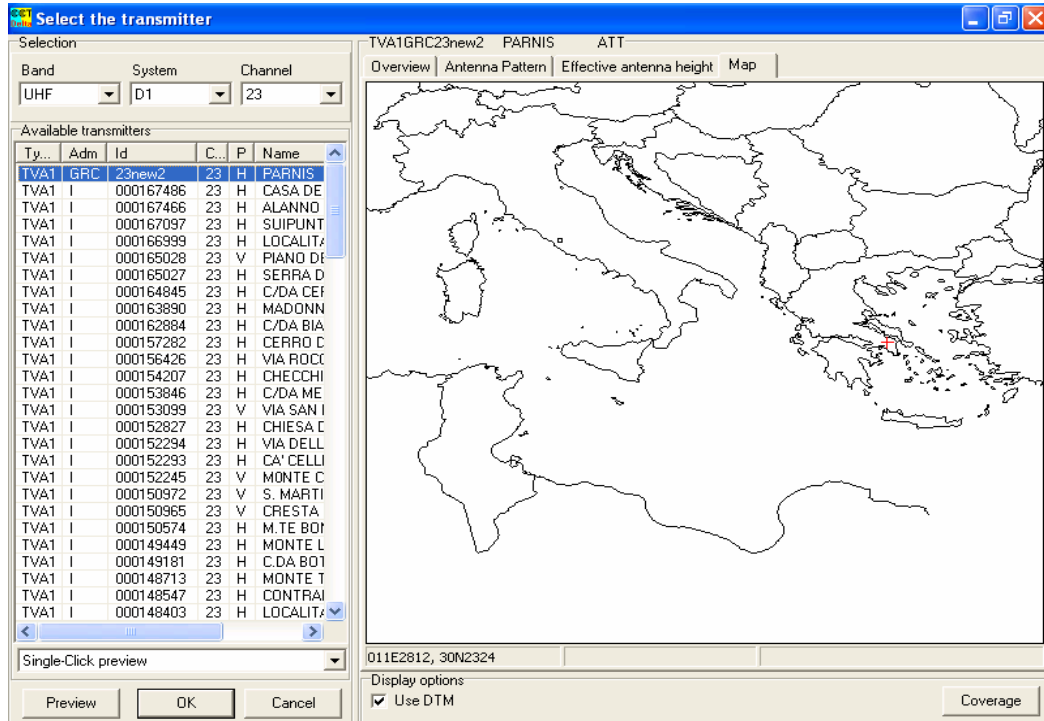 Select the transmitter
Selection
Band System Channel
UHF D1 23
Available transmitters
Ty... Adm Id C... P Name
TVA1 GRC 23new2 23 H PARNIS
TVA1 I 000167486 23 H CASA DE
TVA1 I 000167466 23 H ALANNO
TVA1 I 000167097 23 H SUIPUNT
TVA1 I 000166999 23 H LOCALITA
TVA1 I 000165028 23 V PIANO DE
TVA1 I 000165027 23 H SERRA D
TVA1 I 000164845 23 H C/DA CEF
TVA1 I 000163890 23 H MADONN
TVA1 I 000162884 23 H C/DA BIA
TVA1 I 000157282 23 H CERRO D
TVA1 I 000156426 23 H VIA ROCC
TVA1 I 000154207 23 H CHECCHI
TVA1 I 000153846 23 H C/DA ME
TVA1 I 000153099 23 V VIA SAN
TVA1 I 000152827 23 H CHIESA D
TVA1 I 000152294 23 H VIA DELL
TVA1 I 000152293 23 H CA' CELLI
TVA1 I 000152245 23 V MONTE C
TVA1 I 000150972 23 V S. MARTI
TVA1 I 000150965 23 V CRESTA
TVA1 I 000150574 23 H M.TE BON
TVA1 I 000149449 23 H MONTE L
TVA1 I 000149181 23 H C.DA BOT
TVA1 I 000148713 23 H MONTE T
TVA1 I 000148547 23 H CONTRAI
TVA1 I 000148403 23 H LOCALITA
Single-Click preview
Preview OK Cancel
TVA1GRC23new2 PARNIS ATT
Overview Antenna Pattern Effective antenna height Map
011E2812, 30N2324
Display options
Use DTM
Coverage